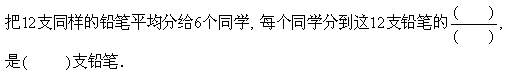 把12支同样的铅笔平均分给6个同学, 每个同学分到这12支铅笔的(   )/(   ),
是(    )支铅笔.